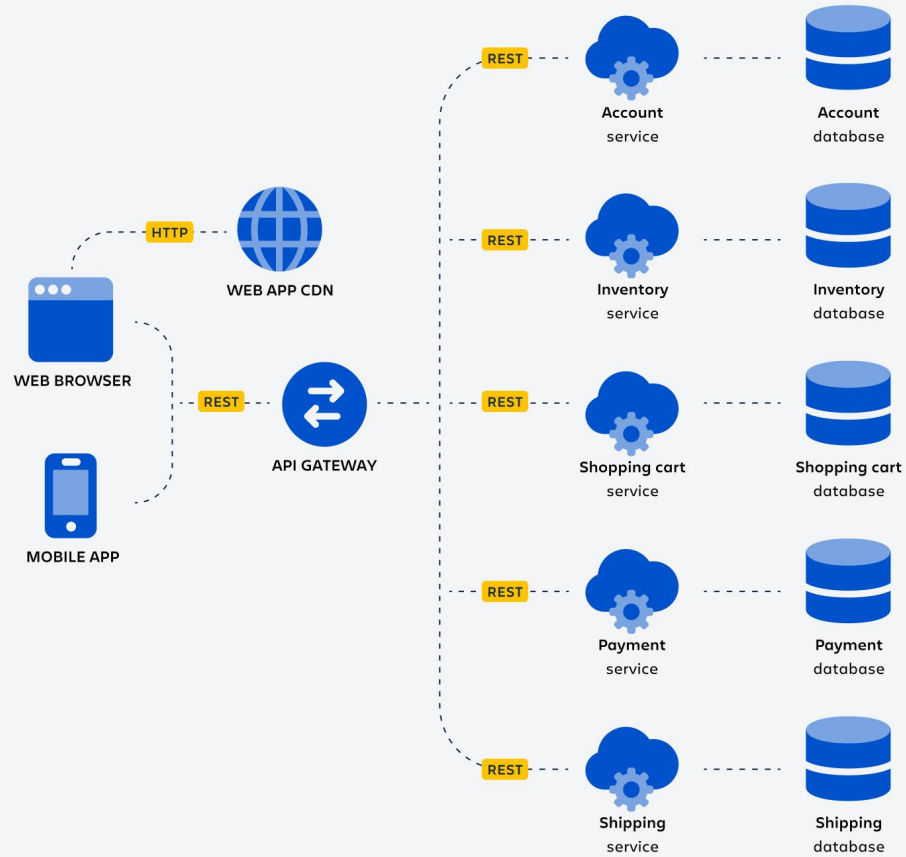 REST
Account
service
Account
database
HTTP
WEB APP CDN
REST
Inventory
service
Inventory
database
WEB BROWSER
REST
API GATEWAY
REST
Shopping cart
service
Shopping cart
database
MOBILE APP
REST
Payment
service
Payment
database
REST
Shipping
service
Shipping
database